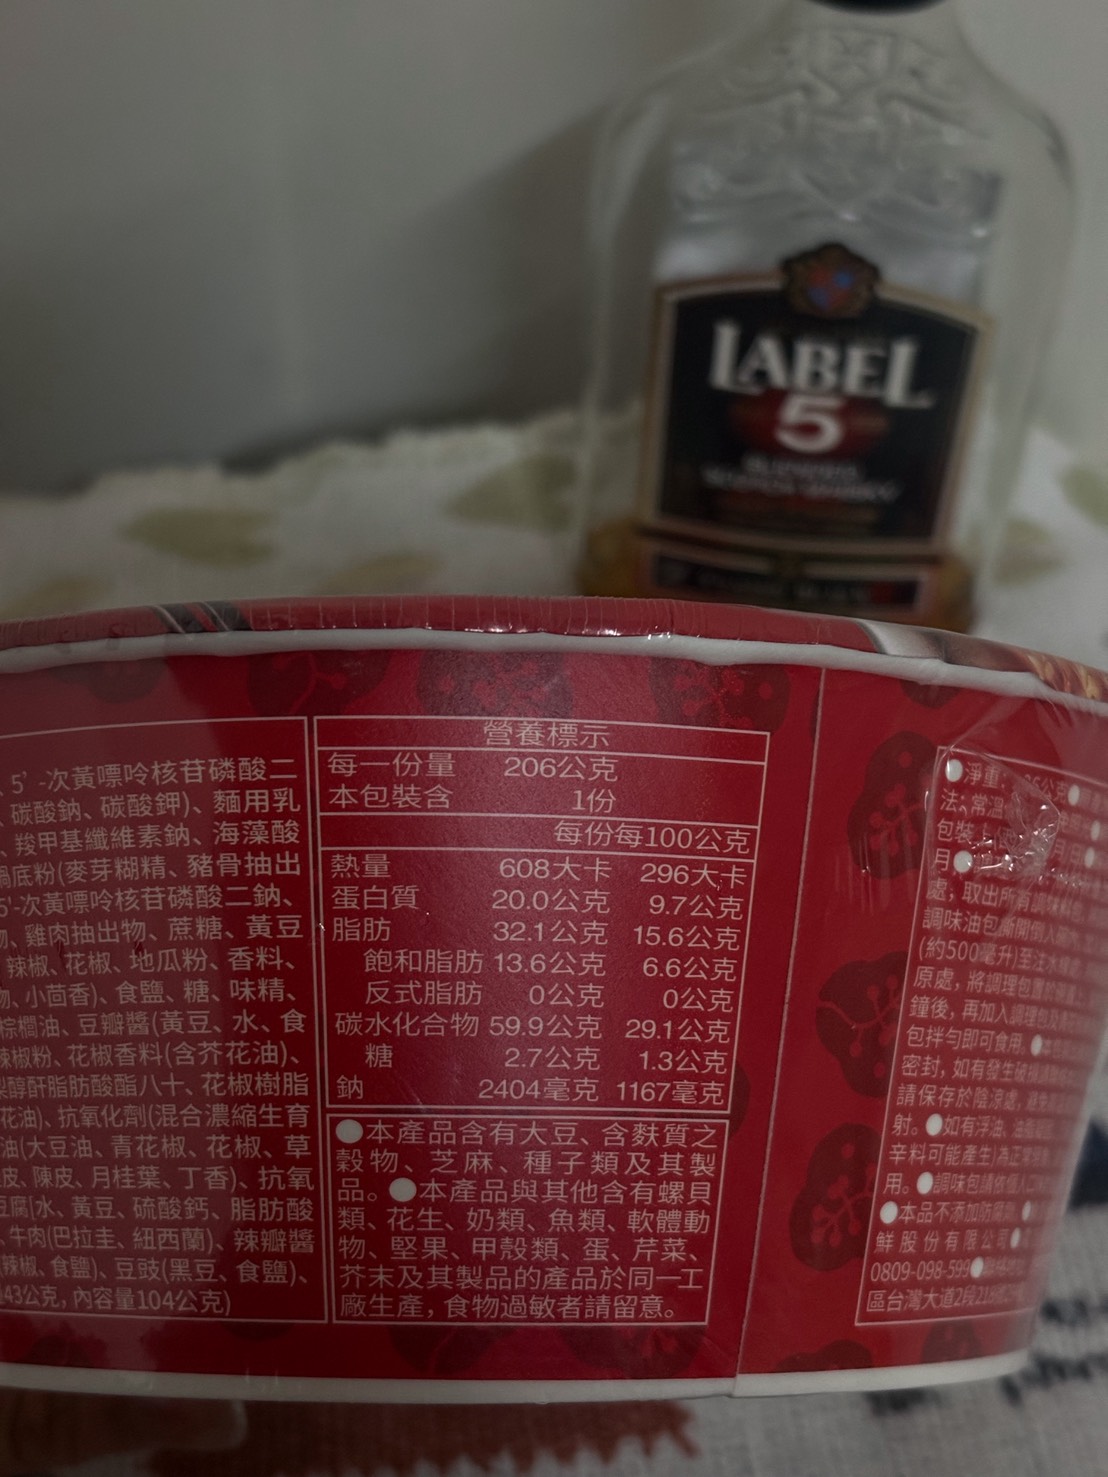 LABEL
5
營養標示
每一份量 206公克
本包裝含 1份
每份每100公克
熱量 608大卡 296大卡
蛋白質 20.0公克 9.7公克
脂肪 32.1公克 15.6公克
飽和脂肪 13.6公克 6.6公克
反式脂肪 0公克 0公克
碳水化合物 59.9公克 29.1公克
糖 2.7公克 1.3公克
鈉 2404毫克 1167毫克
●本產品含有大豆、含麩質之
穀物、芝麻、種子類及其製
品。●本產品與其他含有螺貝
類、花生、奶類、魚類、軟體動
物、堅果、甲殼類、蛋、芹菜、
芥末及其製品的產品於同一工
廠生產,食物過敏者請留意。
、5'-次黃嘌呤核苷磷酸二
、碳酸鈉、碳酸鉀)、麵用乳
、羧甲基纖維素鈉、海藻酸
鍋底粉(麥芽糊精、豬骨抽出
5'-次黃嘌呤核苷磷酸二鈉、
、雞肉抽出物、蔗糖、黃豆
辣椒、花椒、地瓜粉、香料、
、小茴香)、食鹽、糖、味精、
棕櫚油、豆瓣醬(黃豆、水、食
辣椒粉、花椒香料(含芥花油)、
醇酐脂肪酸酯八十、花椒樹脂
花油)、抗氧化劑(混合濃縮生育
油(大豆油、青花椒、花椒、草
皮、陳皮、月桂葉、丁香)、抗氧
豆腐[水、黃豆、硫酸鈣、脂肪酸
牛肉(巴拉圭、紐西蘭)、辣瓣醬
辣椒、食鹽)、豆豉(黑豆、食鹽)、
43公克,內容量104公克)
●淨重:
法:常溫
包裝
月●
處,取出所有
調味油包撕開倒入
(約500毫升)至注水
原處,將調理包置於
鐘後,再加入調理包
包拌勻即可食用。●
密封,如有發生
請保存於陰涼處,
射。●如有浮油、油
辛料可能產生)為正常
用。●調味包請依個人
●本品不添加防腐
鮮股份有限公司●
0809-098-599●
區台灣大道2段